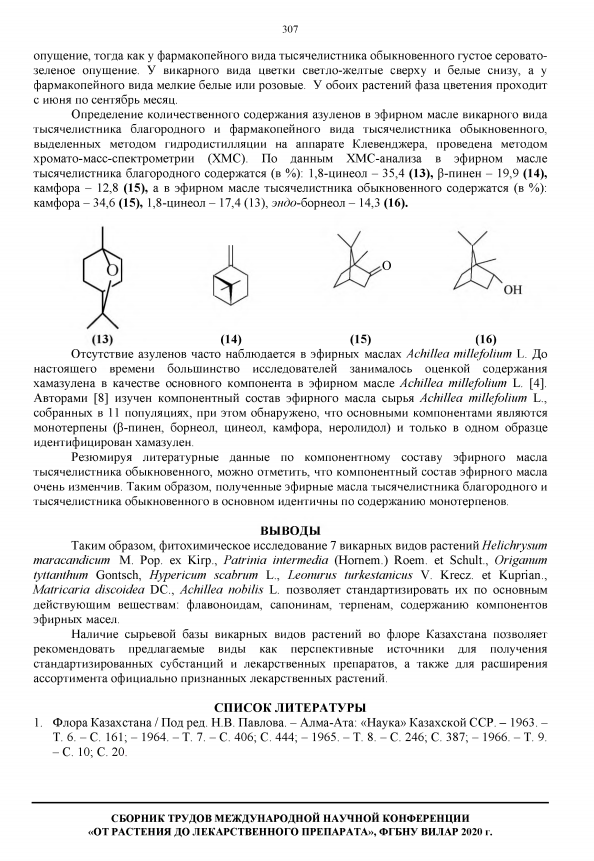 307
опущение, тогда как у фармакопейного вида тысячелистника обыкновенного густое серовато-
зеленое опущение. У викарного вида цветки светло-желтые сверху и белые снизу, а у
фармакопейного вида мелкие белые или розовые. У обоих растений фаза цветения проходит
с июня по сентябрь месяц.
Определение количественного содержания азуленов в эфирном масле викарного вида
тысячелистника благородного и фармакопейного вида тысячелистника обыкновенного,
выделенных методом гидродистилляции на аппарате Клевенджера, проведена методом
хромато-масс-спектрометрии (ХМС). По данным ХМС-анализа в эфирном масле
тысячелистника благородного содержатся (в %): 1,8-цинеол – 35,4 (13), β-пинен – 19,9 (14),
камфора – 12,8 (15), а в эфирном масле тысячелистника обыкновенного содержатся (в %):
камфора – 34,6 (15), 1,8-цинеол – 17,4 (13), эндо-борнеол – 14,3 (16).
O
O
OH
(13) (14) (15) (16)
Отсутствие азуленов часто наблюдается в эфирных маслах Achillea millefolium L. До
настоящего времени большинство исследователей занималось оценкой содержания
хамазулена в качестве основного компонента в эфирном масле Achillea millefolium L. [4].
Авторами [8] изучен компонентный состав эфирного масла сырья Achillea millefolium L.,
собранных в 11 популяциях, при этом обнаружено, что основными компонентами являются
монотерпены (β-пинен, борнеол, цинеол, камфора, неролидол) и только в одном образце
идентифицирован хамазулен.
Резюмируя литературные данные по компонентному составу эфирного масла
тысячелистника обыкновенного, можно отметить, что компонентный состав эфирного масла
очень изменчив. Таким образом, полученные эфирные масла тысячелистника благородного и
тысячелистника обыкновенного в основном идентичны по содержанию монотерпенов.
ВЫВОДЫ
Таким образом, фитохимическое исследование 7 викарных видов растений Helichrysum
maracandicum M. Pop. ex Kirp., Patrinia intermedia (Hornem.) Roem. et Schult., Origanum
tyttanthum Gontsch, Hypericum scabrum L., Leonurus turkestanicus V. Krecz. et Kuprian.,
Matricaria discoidea DC., Achillea nobilis L. позволяет стандартизировать их по основным
действующим веществам: флавоноидам, сапонинам, терпенам, содержанию компонентов
эфирных масел.
Наличие сырьевой базы викарных видов растений во флоре Казахстана позволяет
рекомендовать предлагаемые виды как перспективные источники для получения
стандартизированных субстанций и лекарственных препаратов, а также для расширения
ассортимента официально признанных лекарственных растений.
СПИСОК ЛИТЕРАТУРЫ
1. Флора Казахстана / Под ред. Н.В. Павлова. – Алма-Ата: «Наука» Казахской ССР. – 1963. –
Т. 6. – С. 161; – 1964. – Т. 7. – С. 406; С. 444; – 1965. – Т. 8. – С. 246; С. 387; – 1966. – Т. 9.
– С. 10; С. 20.
СБОРНИК ТРУДОВ МЕЖДУНАРОДНОЙ НАУЧНОЙ КОНФЕРЕНЦИИ
«ОТ РАСТЕНИЯ ДО ЛЕКАРСТВЕННОГО ПРЕПАРАТА», ФГБНУ ВИЛАР 2020 г.